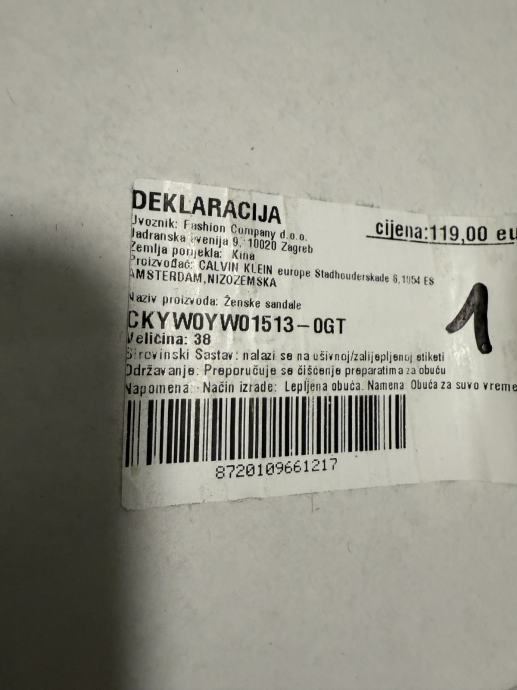 DEKLARACIJA
Uvoznik: Fashion Company d.o.o.
Jadranska avenija 9, 10020 Zagreb
Zemlja porijekla: Kina
Proizvođač: CALVIN KLEIN europe Stadhouderskade 6,1054 ES
AMSTERDAM,NIZOZEMSKA
cijena:119,00 eu
Naziv proizvoda: Ženske sandale
CKYW0YW01513-0GT
Veličina: 38
1
Sirovinski Sastav: nalazi se na ušivnoj/zalijepljenoj etiketi
Održavanje: Preporučuje se čišćenje preparatima za obuću
Napomena: Način izrade: Lepljena obuća. Namena: Obuća za suvo vreme
8720109661217